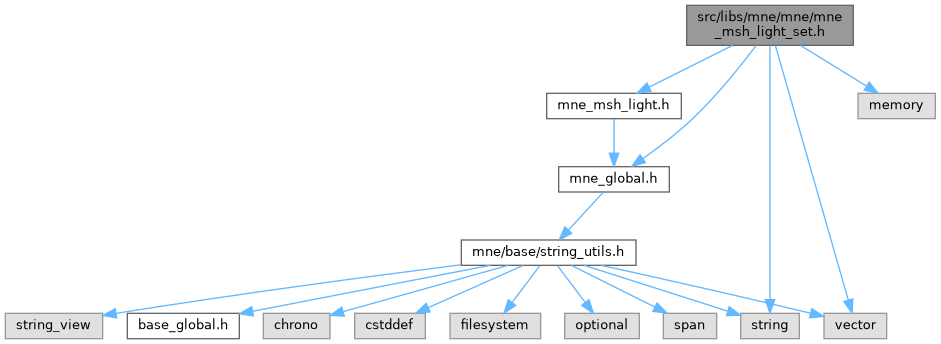 src/libs/mne/mne/mne
_msh_light_set.h
mne_msh_light.h
memory
mne_global.h
mne/base/string_utils.h
string_view
base_global.h
chrono
cstddef
filesystem
optional
span
string
vector